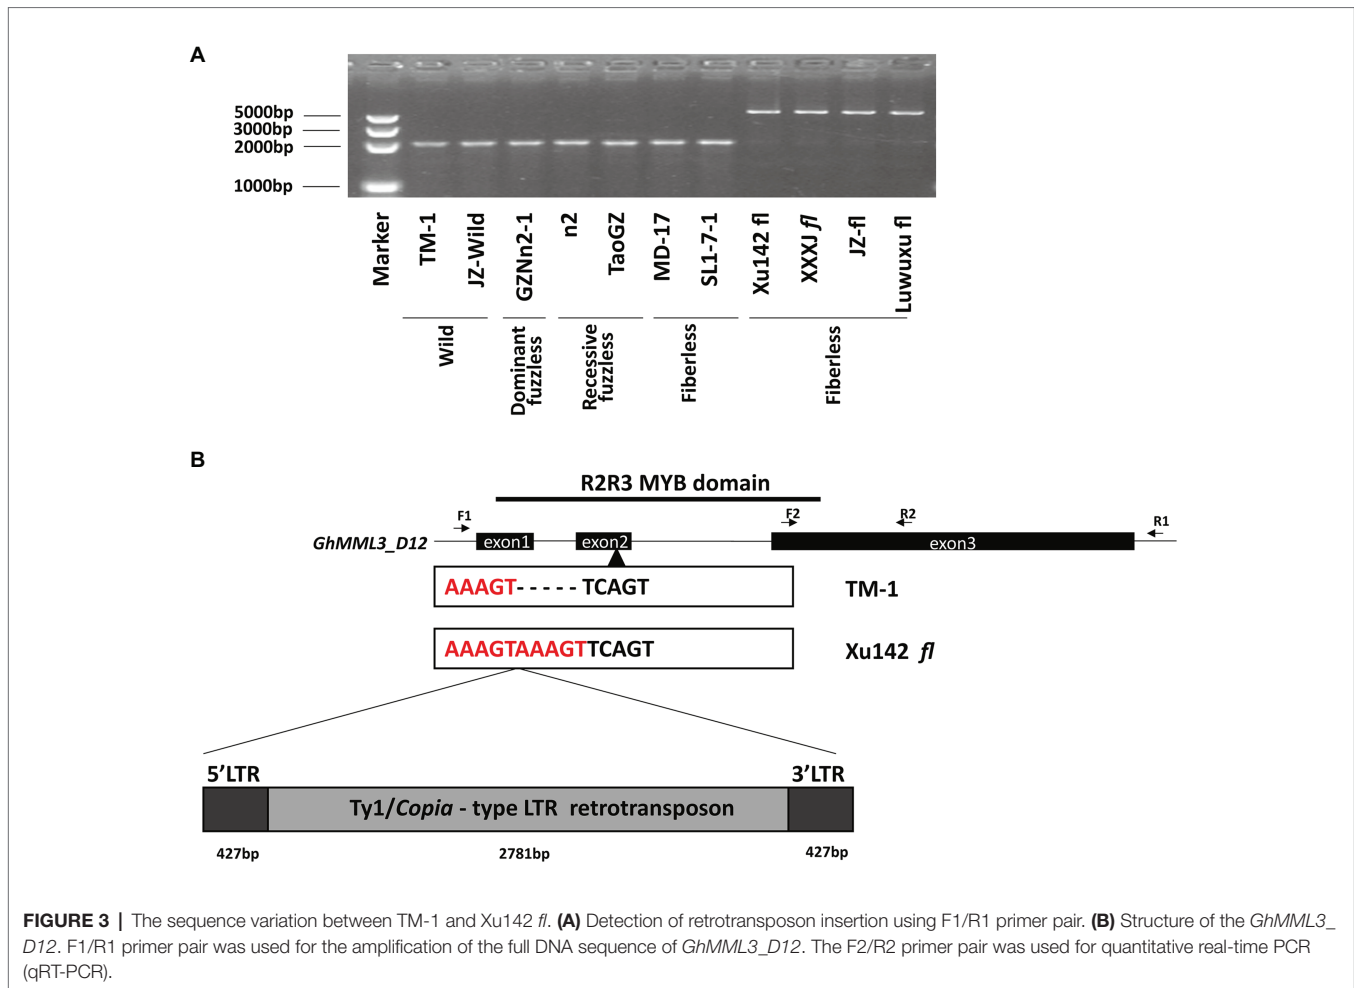 A
5000bp
3000bp
2000bp
1000bp
Marker
TM-1
JZ-Wild
GZNn2-1
n2
TaoGZ
MD-17
SL1-7-1
Xu142 fl
XXXJ fl
JZ-fl
Luwuxu fl
Wild
Dominant
fuzzless
Recessive
fuzzless
Fiberless
Fiberless
B
R2R3 MYB domain
F1
F2
R2
R1
GhMML3_D12
exon1
exon2
exon3
AAAGT-----TCAGT
TM-1
AAAGTAAAGTTCAGT
Xu142 fl
5'LTR
3'LTR
Ty1/Copia - type LTR retrotransposon
427bp
2781bp
427bp
FIGURE 3 | The sequence variation between TM-1 and Xu142 fl. (A) Detection of retrotransposon insertion using F1/R1 primer pair. (B) Structure of the GhMML3_
D12. F1/R1 primer pair was used for the amplification of the full DNA sequence of GhMML3_D12. The F2/R2 primer pair was used for quantitative real-time PCR
(qRT-PCR).